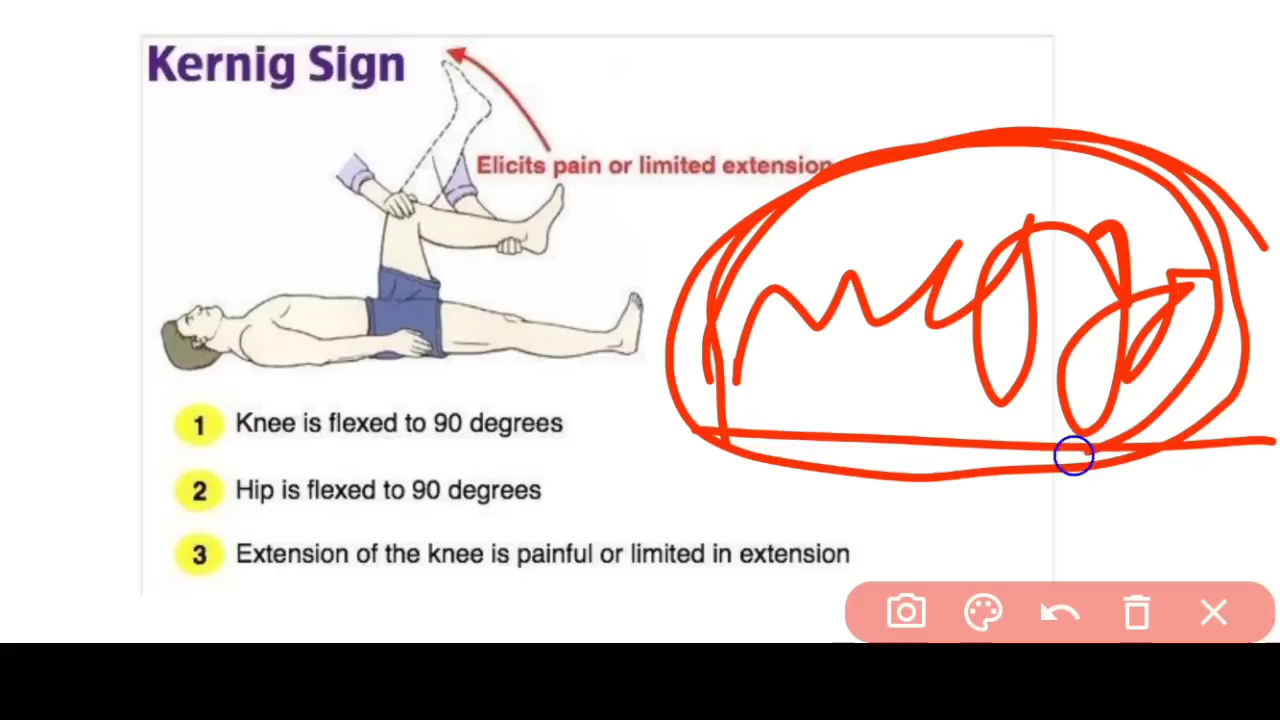 Kernig Sign
Elicits pain or limited extension
1 Knee is flexed to 90 degrees
2 Hip is flexed to 90 degrees
3 Extension of the knee is painful or limited in extension